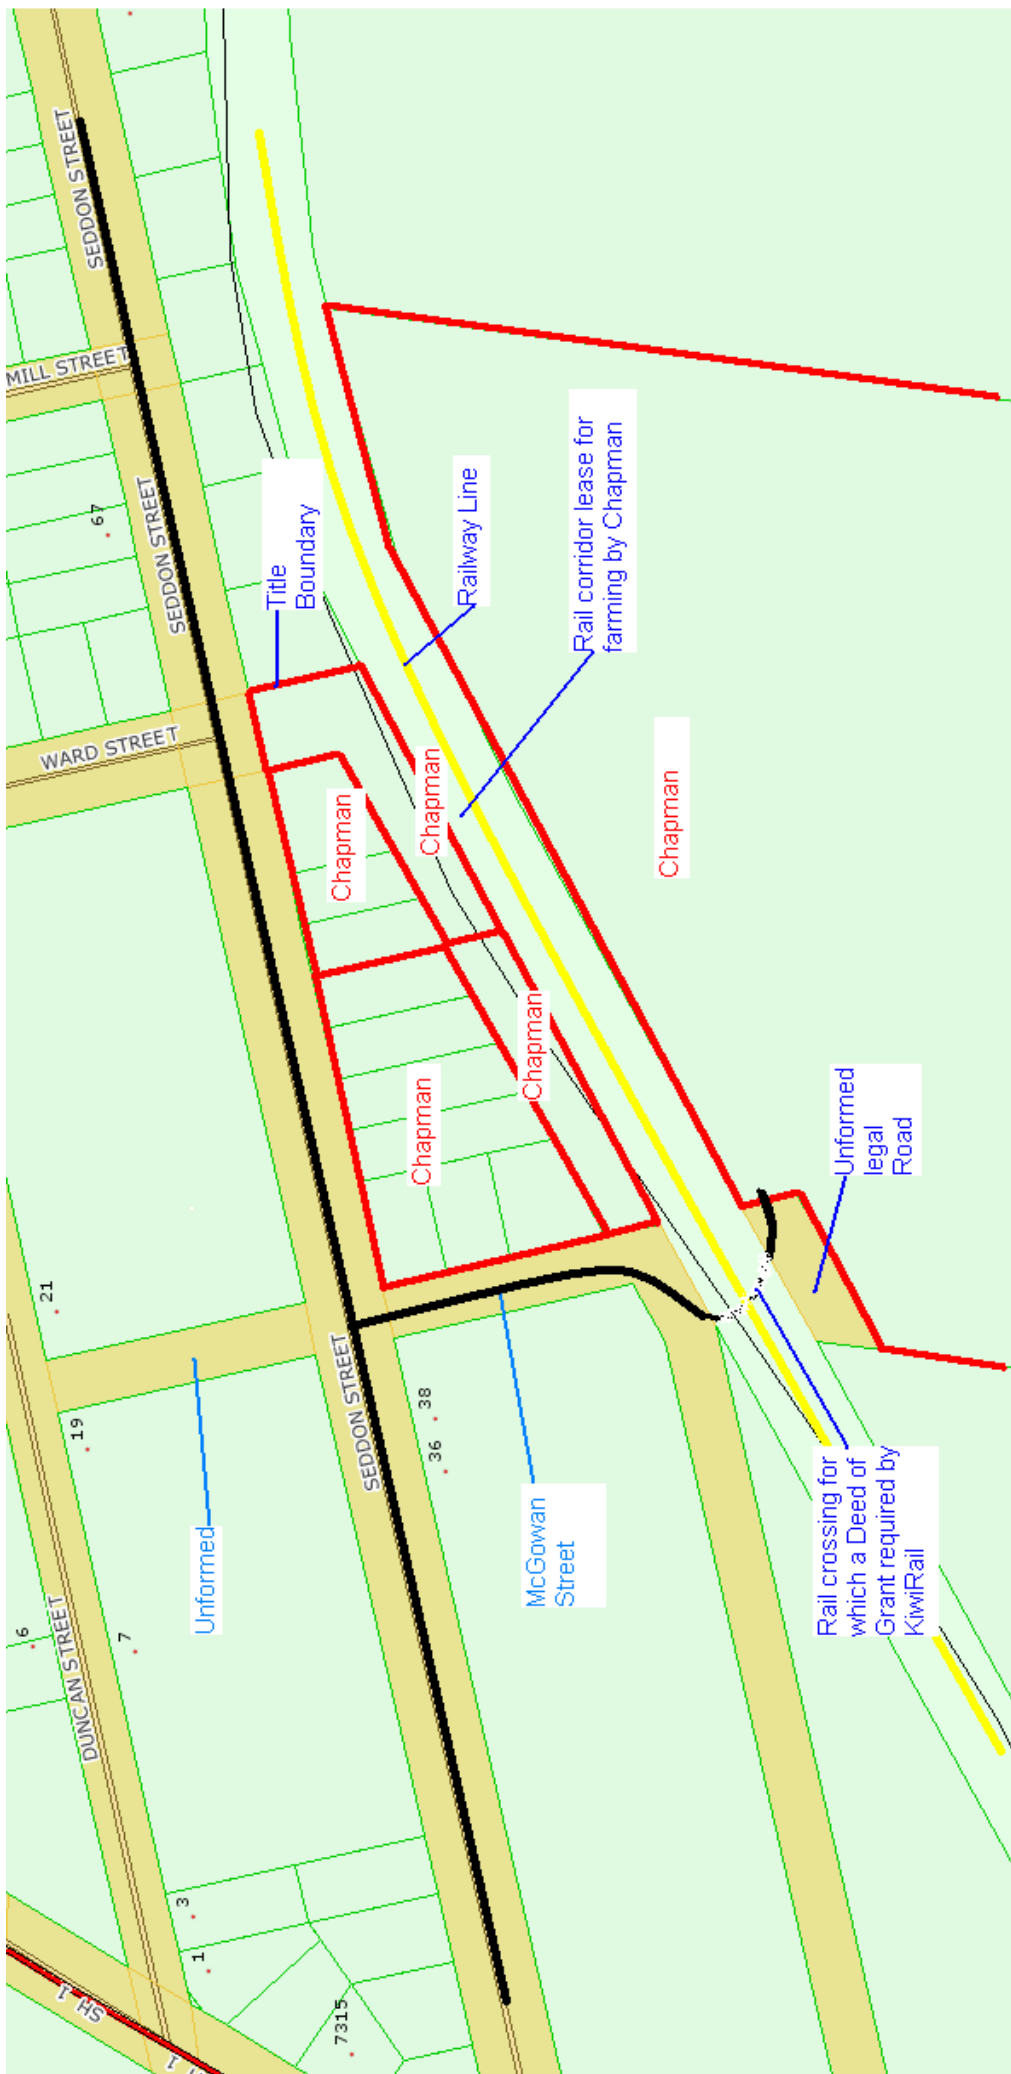 SEDDON STREET
MILL STREET
67
SEDDON STREET
Title
Boundary
Railway Line
Rail corridor lease for
farming by Chapman
WARD STREET
Chapman
Chapman
Chapman
Chapman
Chapman
Unformed
legal
Road
21
19
SEDDON STREET
38
36
Unformed
McGowan
Street
Rail crossing for
which a Deed of
Grant required by
KiwiRail
6
7
DUNCAN STREET
3
1
SH 1
1
7315